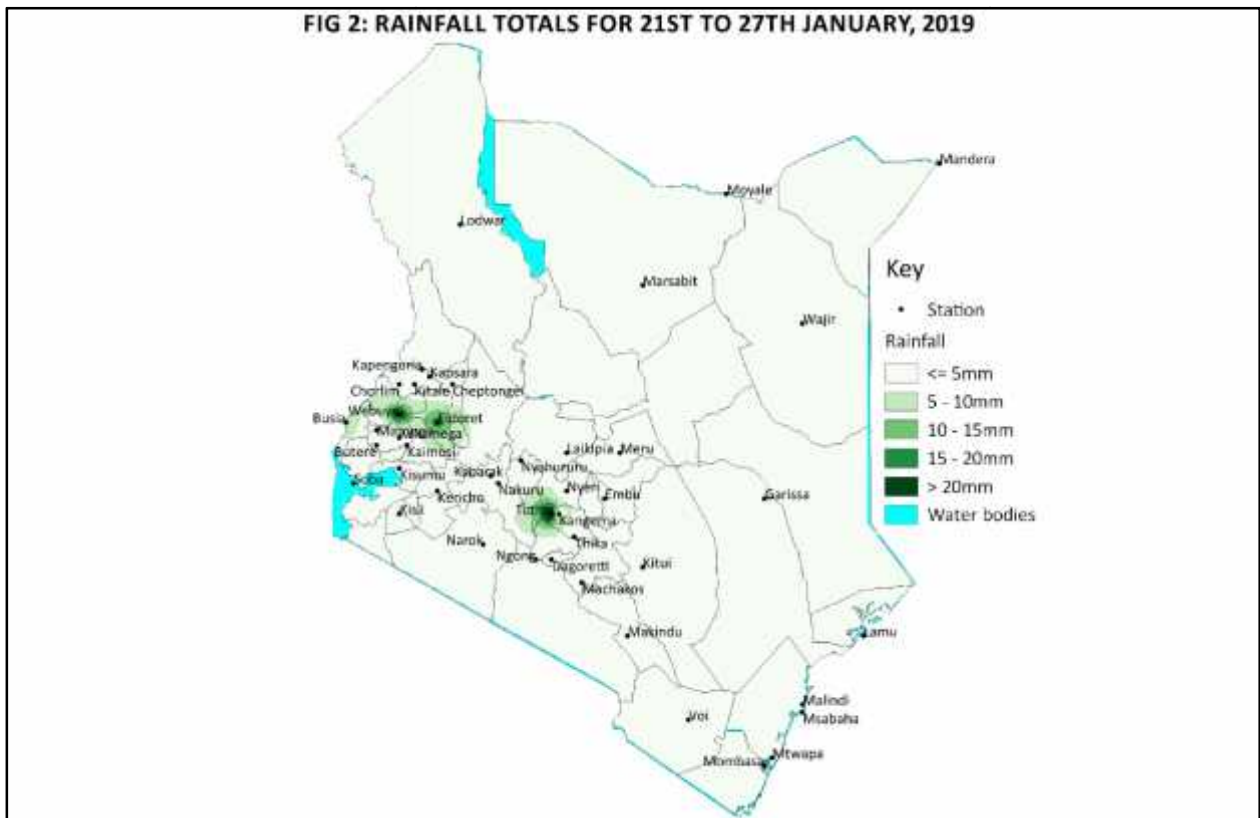 FIG 2: RAINFALL TOTALS FOR 21ST TO 27TH JANUARY, 2019
Mandera
Moyale
Lodwar
Marsabit
Wajir
Key
Station
Rainfall
<= 5mm
5 - 10mm
10 - 15mm
15 - 20mm
> 20mm
Water bodies
Kapenguria
Kapsara
Chorlim
Kitale
Cheptongei
Busia
Eldoret
Butere
Kaimosi
Laikipia
Meru
Kisumu
Kabarak
Nyahururu
Suba
Kericho
Nakuru
Nyeri
Embu
Garissa
Kisii
Kangema
Narok
Thika
Ngong
Dagoretti
Kitui
Machakos
Makindu
Lamu
Voi
Malindi
Msabaha
Mombasa
Mtwapa